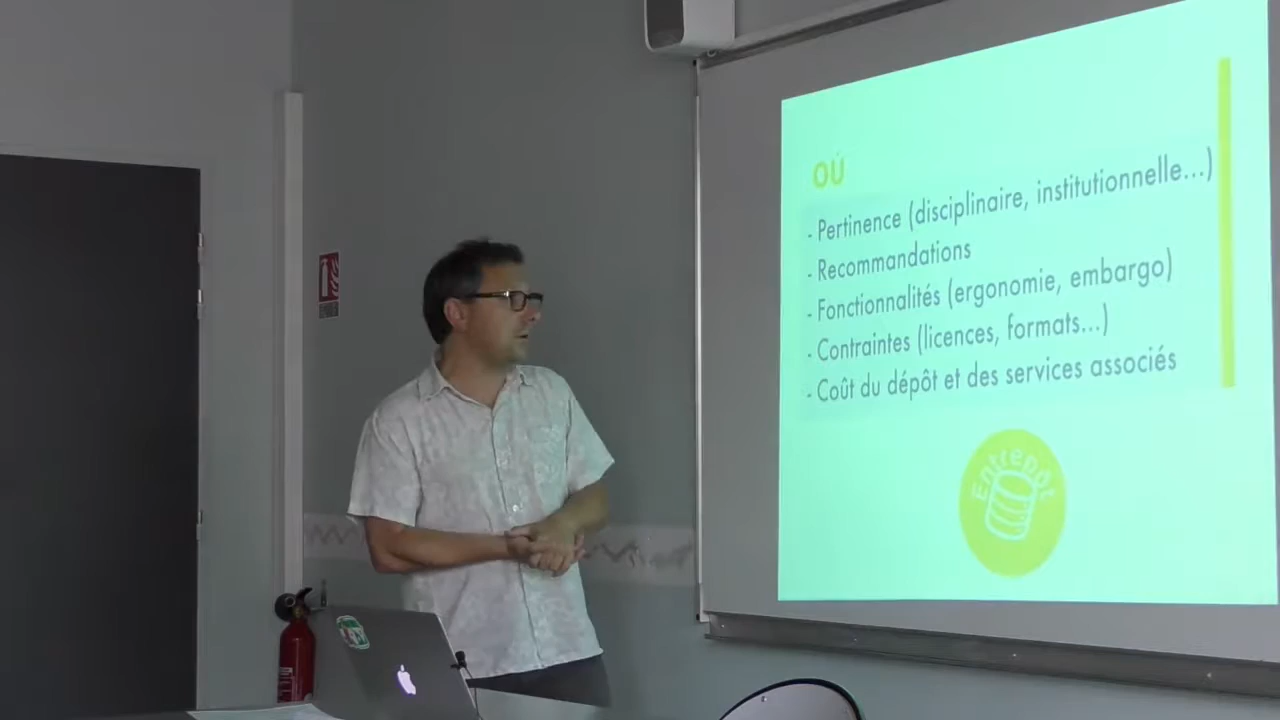 OÙ
- Pertinence (disciplinaire, institutionnelle...)
- Recommandations
- Fonctionnalités (ergonomie, embargo)
- Contraintes (licences, formats...)
- Coût du dépôt et des services associés
Entrepôt